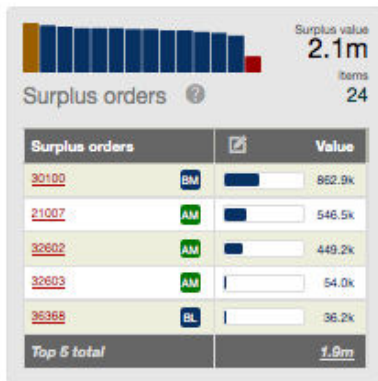 Surplus value
2.1m
Items
Surplus orders ?
24
Surplus orders Value
30100 BM 862.9k
21007 AM 546.5k
32602 AM 449.2k
32603 AM 54.0k
36368 BL 36.2k
Top 5 total 1.9m